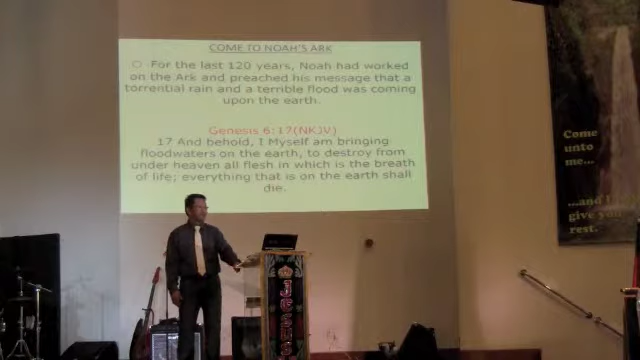 COME TO NOAH'S ARK
For the last 120 years, Noah had worked
on the Ark and preached his message that a
torrential rain and a terrible flood was coming
upon the earth.
Genesis 6:17(NKJV)
17 And behold, I Myself am bringing
floodwaters on the earth, to destroy from
under heaven all flesh in which is the breath
of life; everything that is on the earth shall
die.
Come
unto
me...
...and I
give you
rest.
JESUS